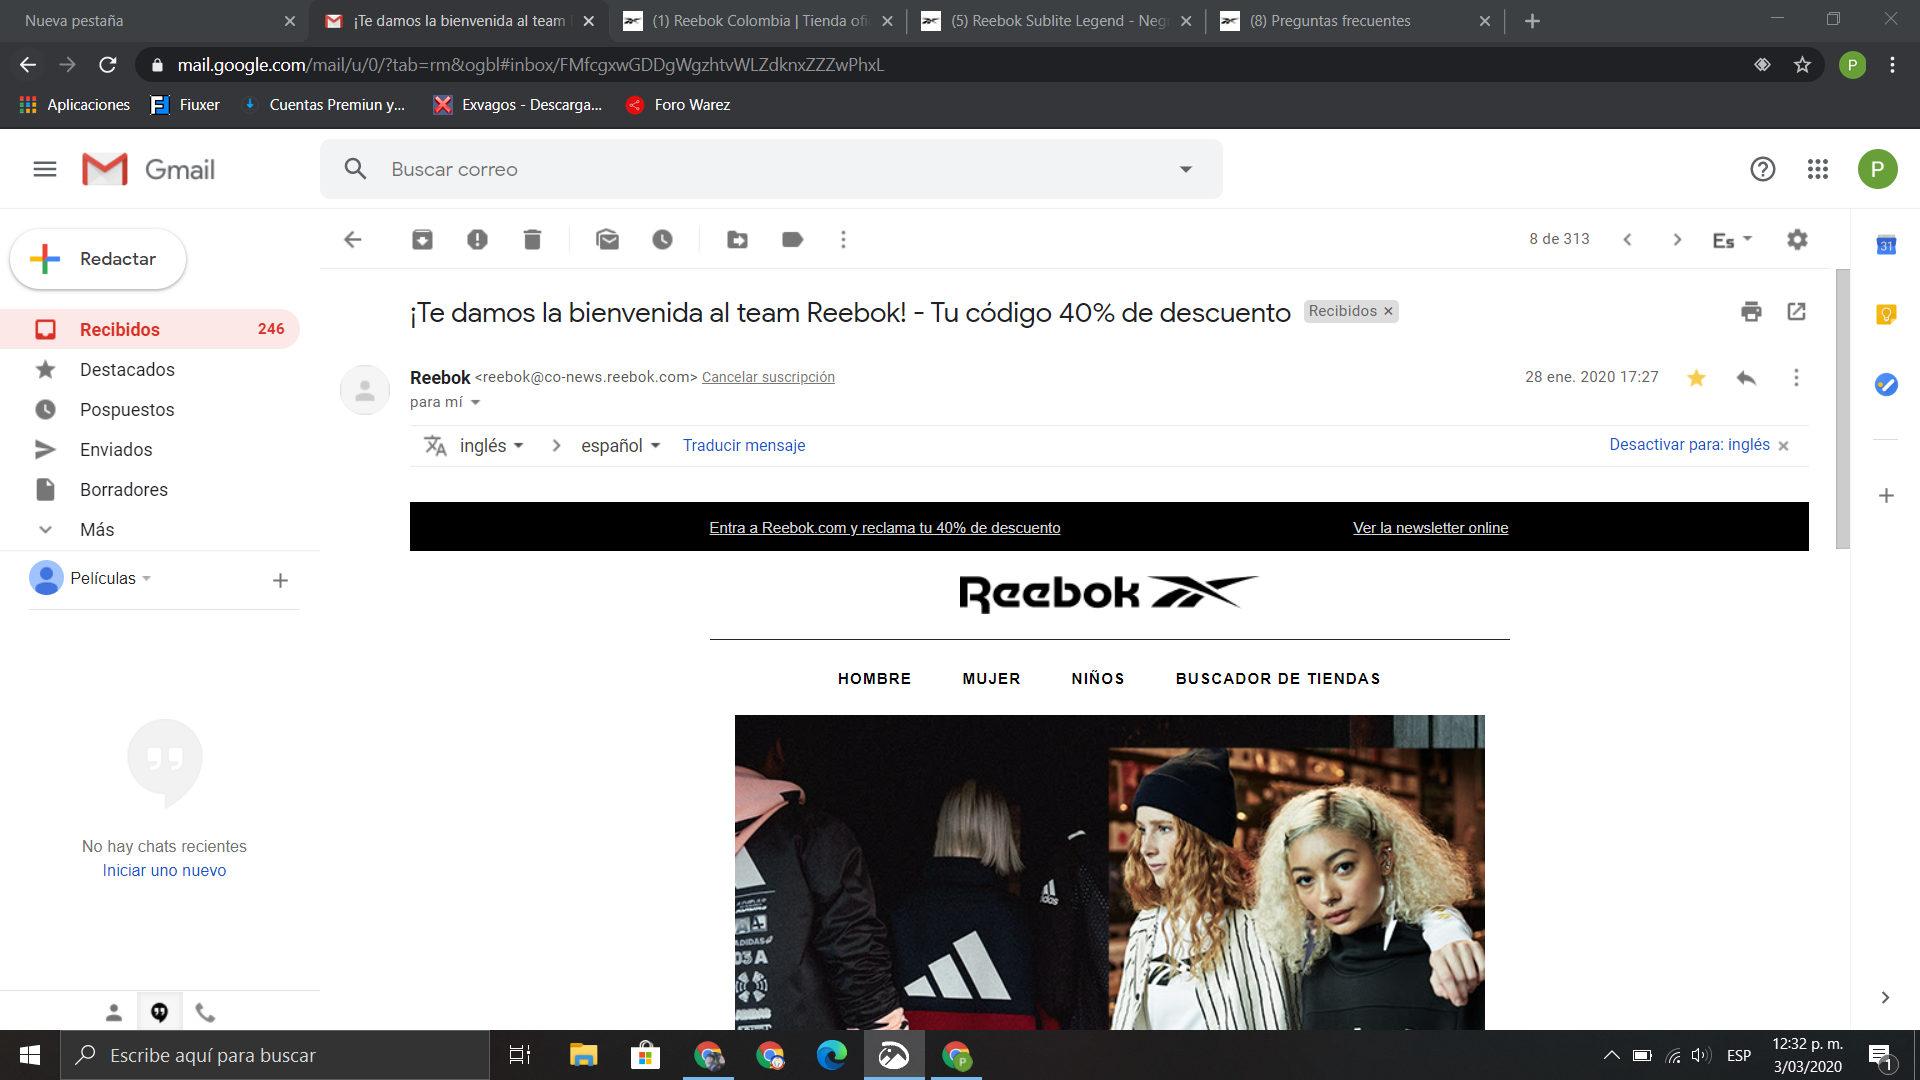 Nueva pestaña
¡Te damos la bienvenida al team
(1) Reebok Colombia | Tienda ofi
(5) Reebok Sublite Legend - Neg
(8) Preguntas frecuentes
mail.google.com/mail/u/0/?tab=rm&ogbl#inbox/FMfcgxwGDDgWgzhtvWLZdknxZZZwPhxL
P
Aplicaciones
Fiuxer
Cuentas Premiun y...
Exvagos - Descarga...
Foro Warez
Gmail
Buscar correo
P
Redactar
8 de 313
Es
31
Recibidos 246
Destacados
Pospuestos
Enviados
Borradores
Más
Películas
No hay chats recientes
Iniciar uno nuevo
¡Te damos la bienvenida al team Reebok! - Tu código 40% de descuento
Recibidos
Reebok <reebok@co-news.reebok.com> Cancelar suscripción
28 ene. 2020 17:27
para mí
inglés > español Traducir mensaje
Desactivar para: inglés
Entra a Reebok.com y reclama tu 40% de descuento
Ver la newsletter online
Reebok
HOMBRE MUJER NIÑOS BUSCADOR DE TIENDAS
adidas
ADIDAS
03 A
Escribe aquí para buscar
P
ESP
12:32 p. m.
3/03/2020
1